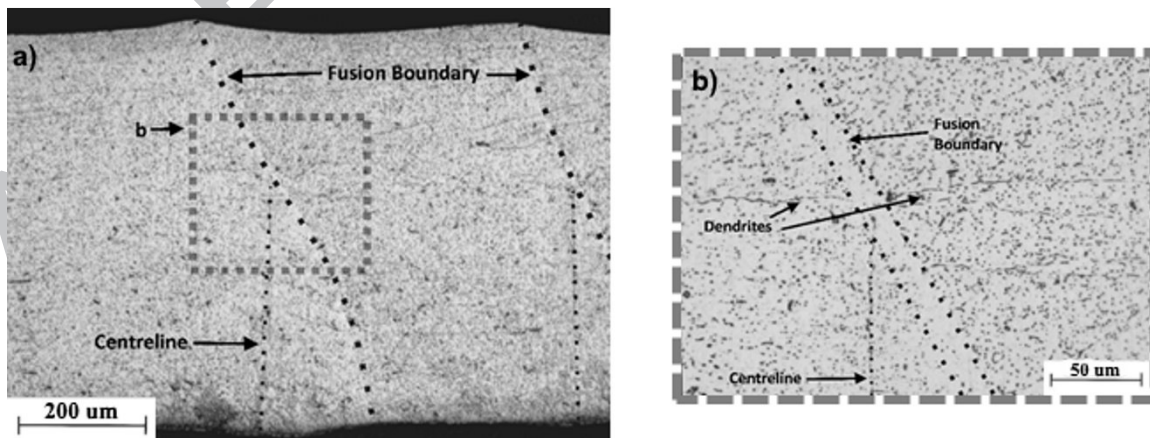 a)
Fusion Boundary
b
Centreline
200 um
b)
Fusion
Boundary
Dendrites
Centreline
50 um